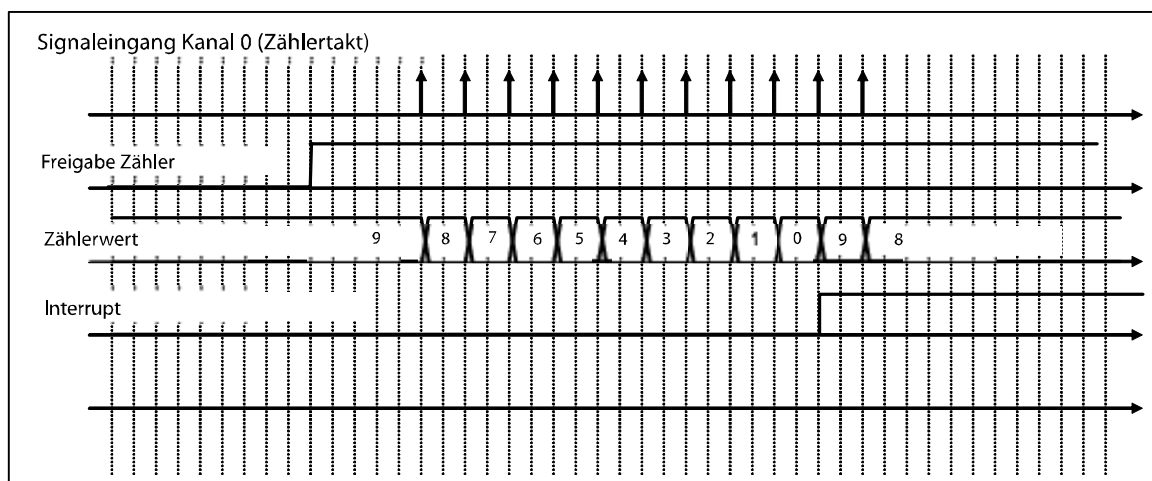 Signaleingang Kanal 0 (Zählertakt)
Freigabe Zähler
Zählerwert 9 8 7 6 5 4 3 2 1 0 9 8
Interrupt